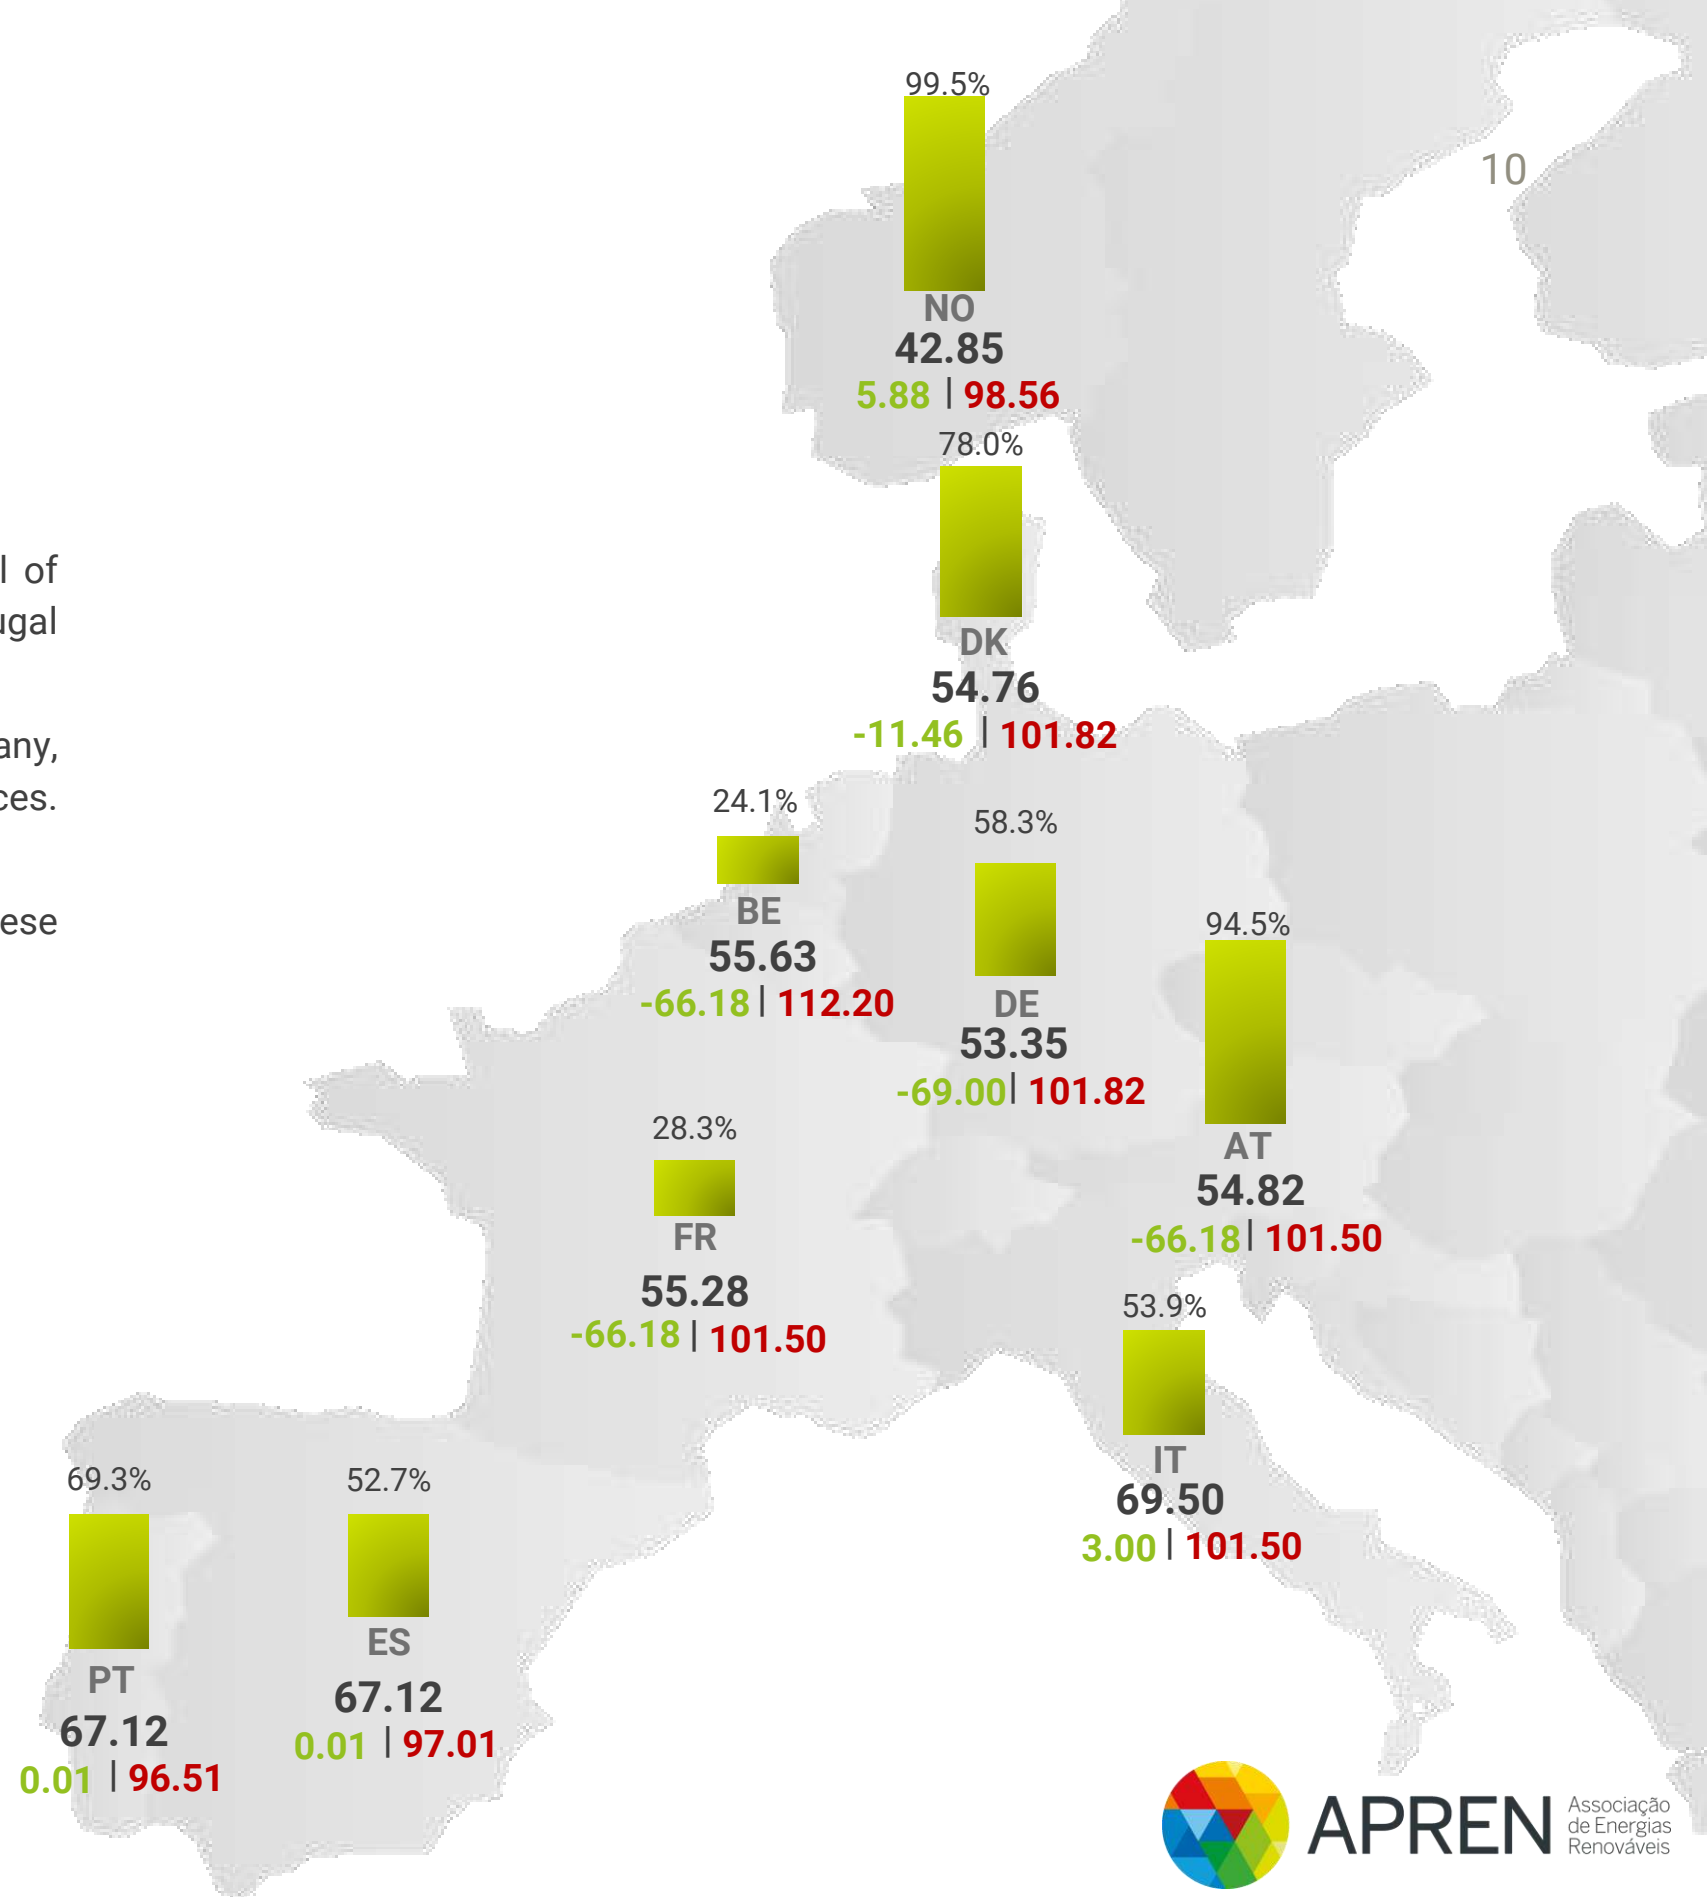 99.5%
10
NO
42.85
5.88 | 98.56
78.0%
l of
ugal
DK
54.76
-11.46 | 101.82
any,
ces.
24.1%
58.3%
BE
55.63
-66.18 | 112.20
ese
94.5%
DE
53.35
-69.00 | 101.82
28.3%
AT
54.82
-66.18 | 101.50
FR
55.28
-66.18 | 101.50
53.9%
IT
69.50
3.00 | 101.50
69.3%
52.7%
ES
67.12
0.01 | 97.01
PT
67.12
0.01 | 96.51
APREN
Associação
de Energias
Renováveis